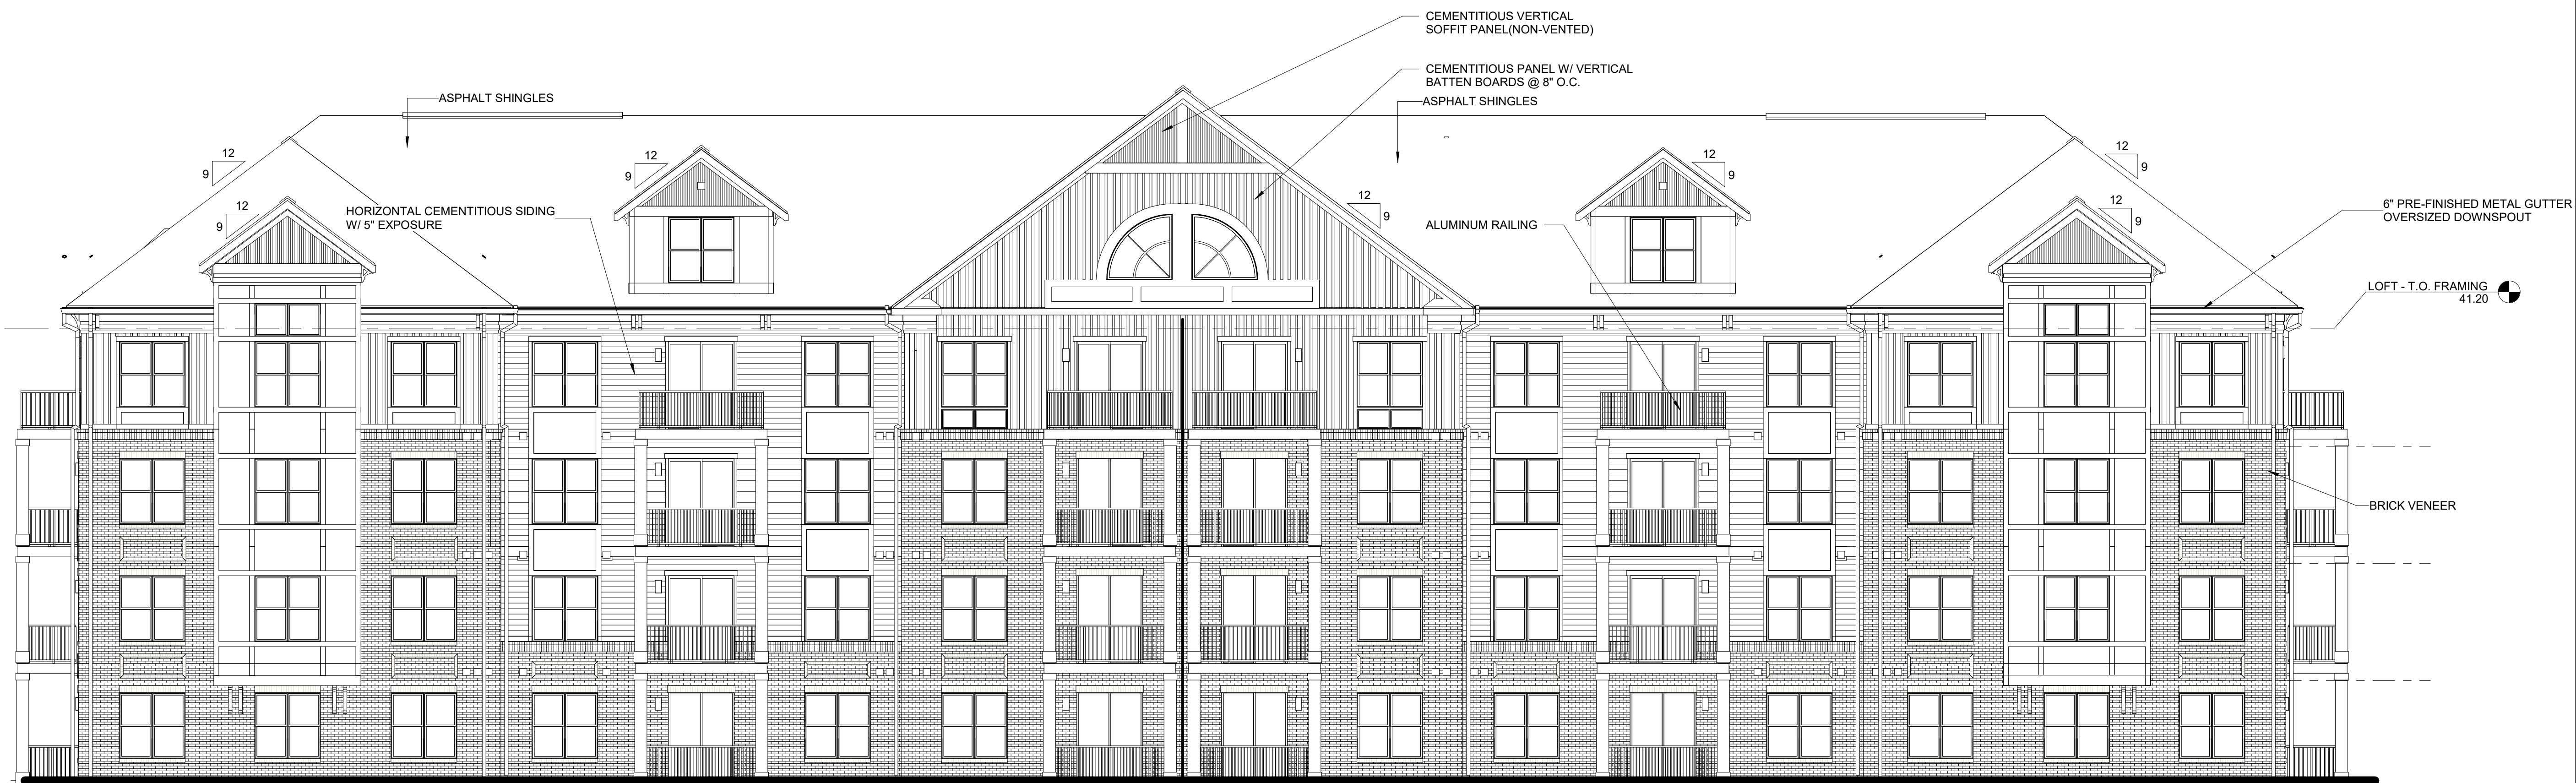 CEMENTITIOUS VERTICAL
SOFFIT PANEL(NON-VENTED)
CEMENTITIOUS PANEL W/ VERTICAL
BATTEN BOARDS @ 8" O.C.
ASPHALT SHINGLES
ASPHALT SHINGLES
12
9
12
9
12
9
12
9
12
9
12
9
12
9
HORIZONTAL CEMENTITIOUS SIDING
W/ 5" EXPOSURE
ALUMINUM RAILING
6" PRE-FINISHED METAL GUTTER
OVERSIZED DOWNSPOUT
LOFT - T.O. FRAMING
41.20
BRICK VENEER